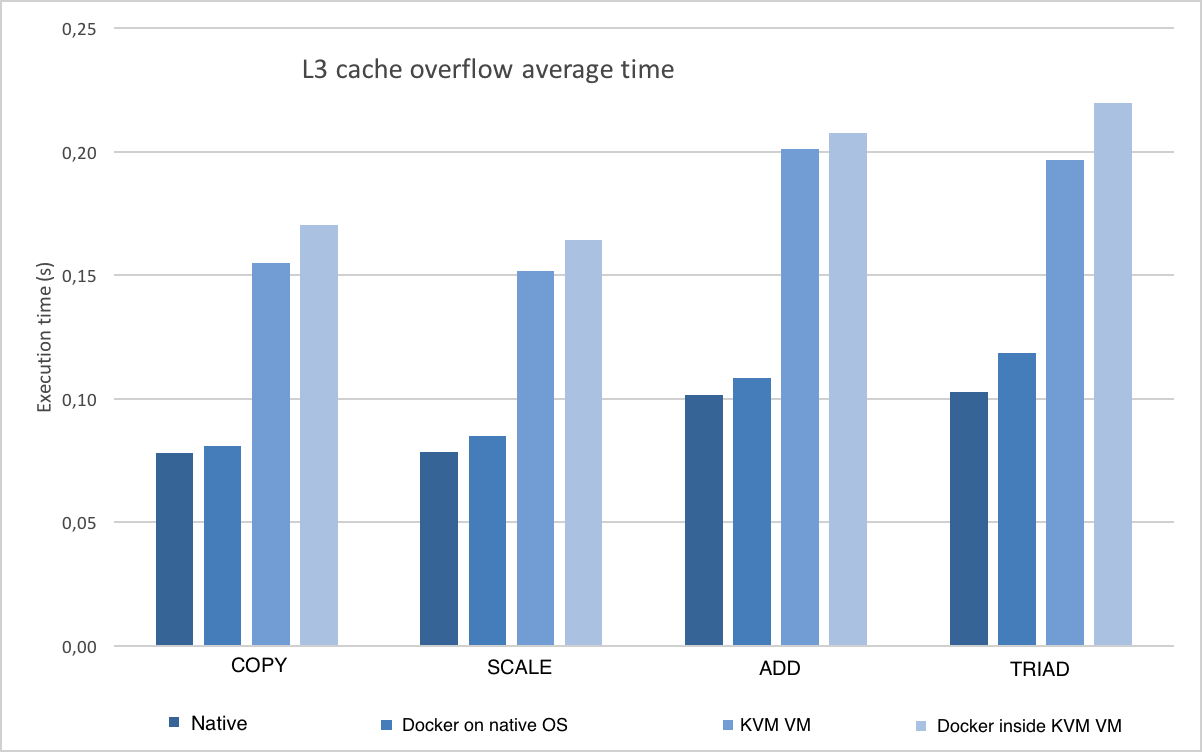 L3 cache overflow average time
Execution time (s)
0,25
0,20
0,15
0,10
0,05
0,00
COPY SCALE ADD TRIAD
Native Docker on native OS KVM VM Docker inside KVM VM